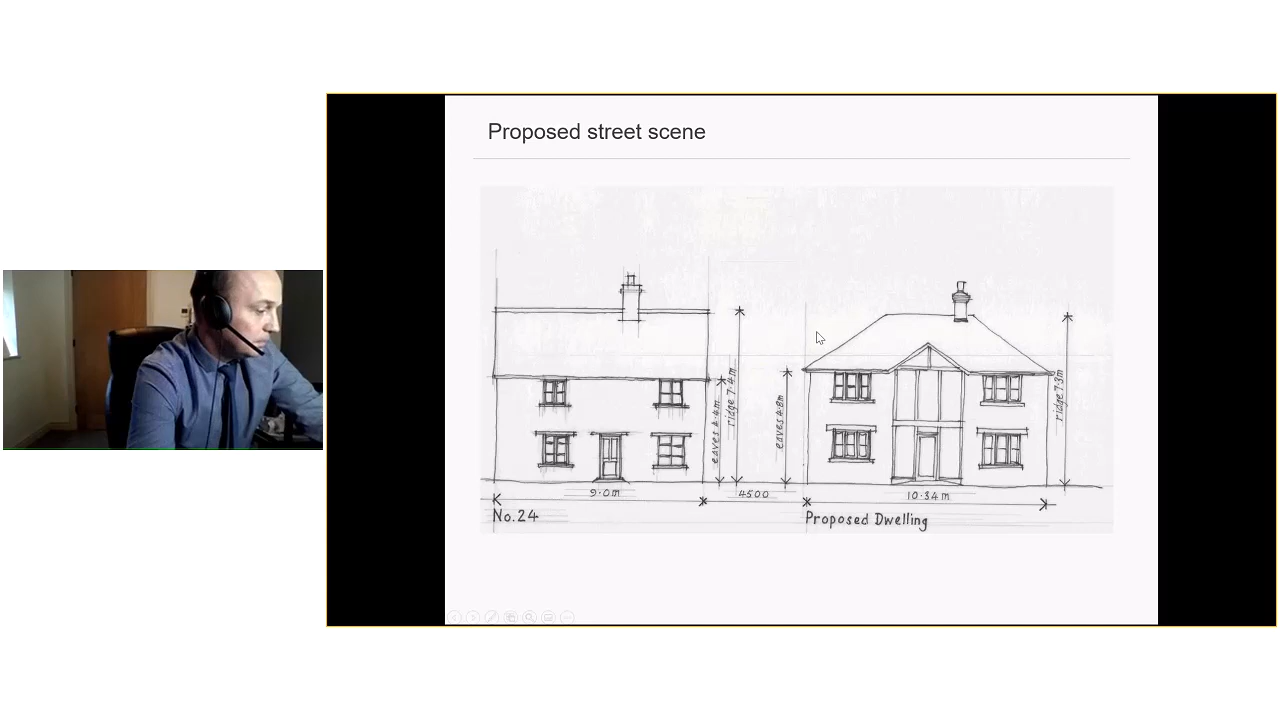 Proposed street scene
eaves 4.4m
ridge 7.4m
eaves 4.8m
ridge 7.3m
9.0m
4500
10.34m
No.24
Proposed Dwelling